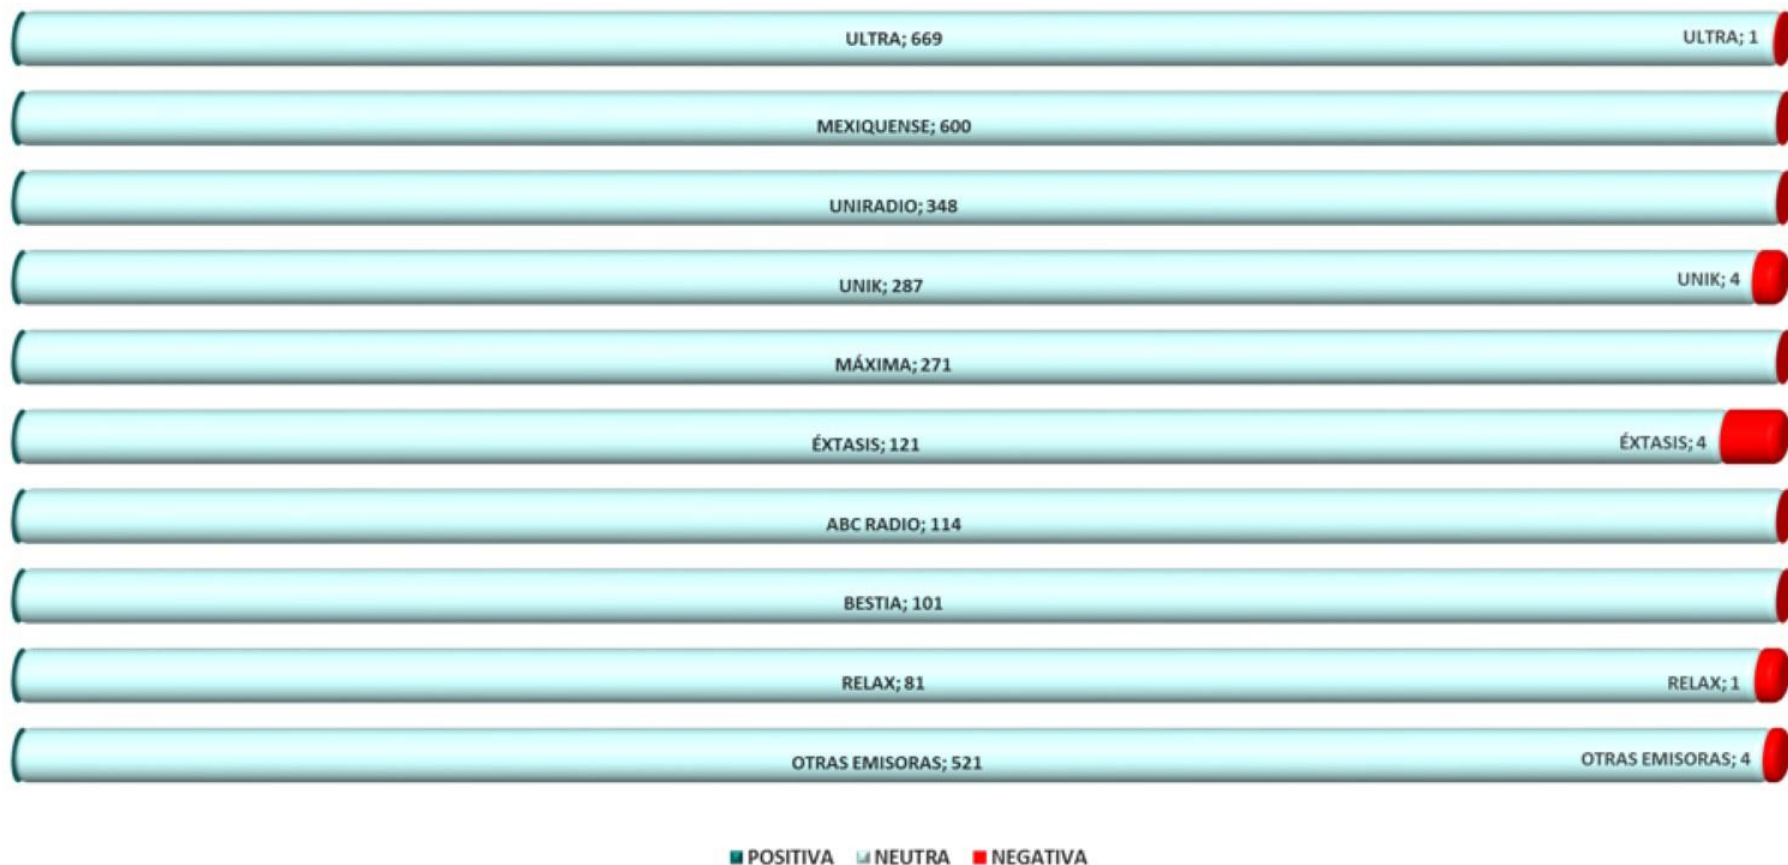 ULTRA; 669 ULTRA; 1
MEXIQUENSE; 600
UNIRADIO; 348
UNIK; 287 UNIK; 4
MÁXIMA; 271
ÉXTASIS; 121 ÉXTASIS; 4
ABC RADIO; 114
BESTIA; 101
RELAX; 81 RELAX; 1
OTRAS EMISORAS; 521 OTRAS EMISORAS; 4
POSITIVA NEUTRA NEGATIVA